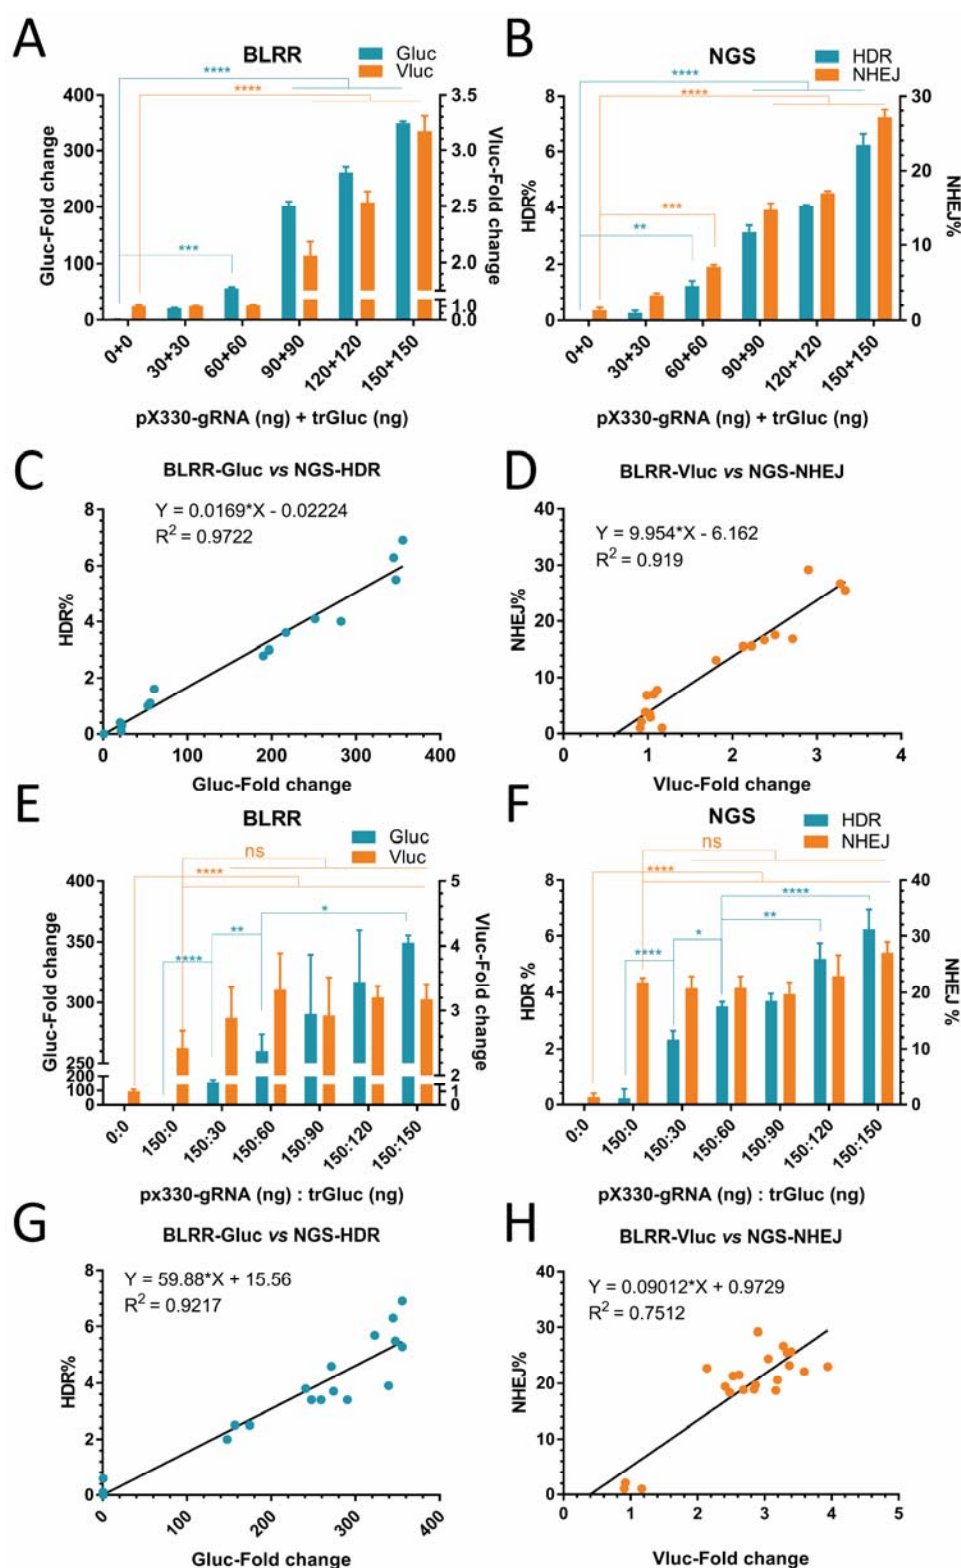 A
BLRR
Gluc
Vluc
****
****
***
400
300
200
100
0
3.5
3.0
2.5
2.0
1.0
0.0
Gluc-Fold change
Vluc-Fold change
0+0
30+30
60+60
90+90
120+120
150+150
pX330-gRNA (ng) + trGluc (ng)
B
NGS
HDR
NHEJ
****
****
***
**
8
6
4
2
0
30
20
10
0
HDR%
NHEJ%
0+0
30+30
60+60
90+90
120+120
150+150
pX330-gRNA (ng) + trGluc (ng)
C
BLRR-Gluc vs NGS-HDR
Y = 0.0169*X - 0.02224
R² = 0.9722
8
6
4
2
0
HDR%
0
100
200
300
400
Gluc-Fold change
D
BLRR-Vluc vs NGS-NHEJ
Y = 9.954*X - 6.162
R² = 0.919
40
30
20
10
0
NHEJ%
0
1
2
3
4
Vluc-Fold change
E
BLRR
Gluc
Vluc
ns
****
*
**
****
400
350
300
250
200
100
0
5
4
3
2
1
0
Gluc-Fold change
Vluc-Fold change
0:0
150:0
150:30
150:60
150:90
150:120
150:150
px330-gRNA (ng) : trGluc (ng)
F
NGS
HDR
NHEJ
ns
****
****
**
*
****
8
6
4
2
0
40
30
20
10
0
HDR %
NHEJ %
0:0
150:0
150:30
150:60
150:90
150:120
150:150
pX330-gRNA (ng) : trGluc (ng)
G
BLRR-Gluc vs NGS-HDR
Y = 59.88*X + 15.56
R² = 0.9217
8
6
4
2
0
HDR%
0
100
200
300
400
Gluc-Fold change
H
BLRR-Vluc vs NGS-NHEJ
Y = 0.09012*X + 0.9729
R² = 0.7512
40
30
20
10
0
NHEJ%
0
1
2
3
4
5
Vluc-Fold change